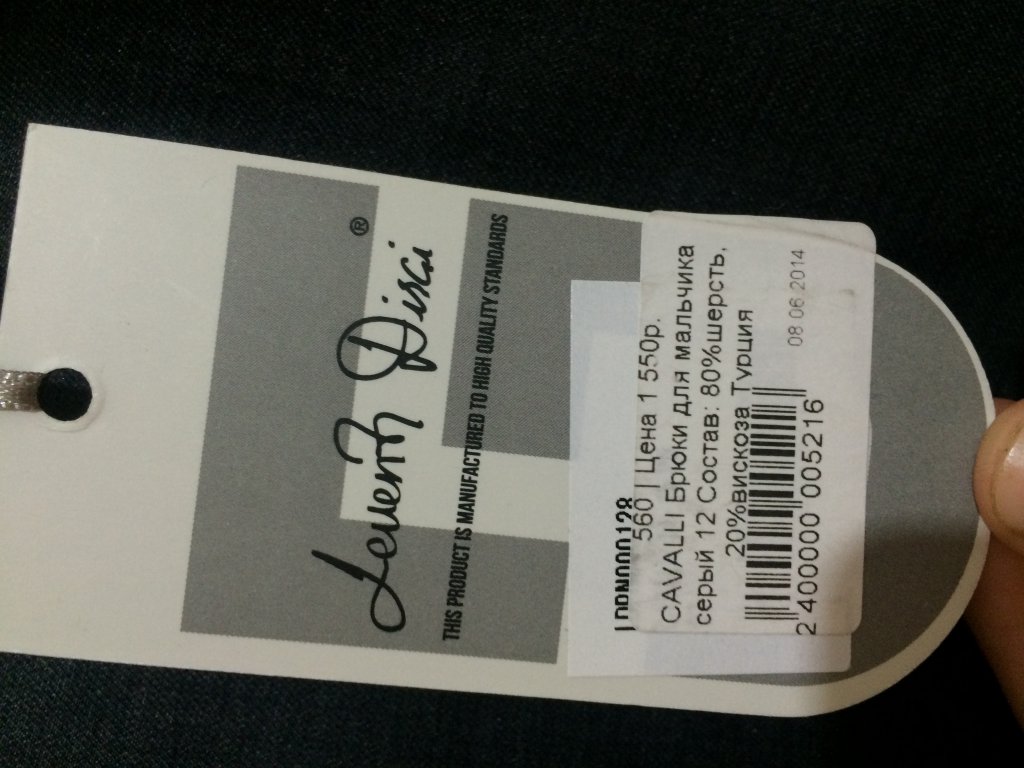 Levent Disci ®
THIS PRODUCT IS MANUFACTURED TO HIGH QUALITY STANDARDS
560 | Цена 1 550р.
CAVALLI Брюки для мальчика
серый 12 Состав: 80%шерсть,
20%вискоза Турция
08.06.2014
2 400000 005216